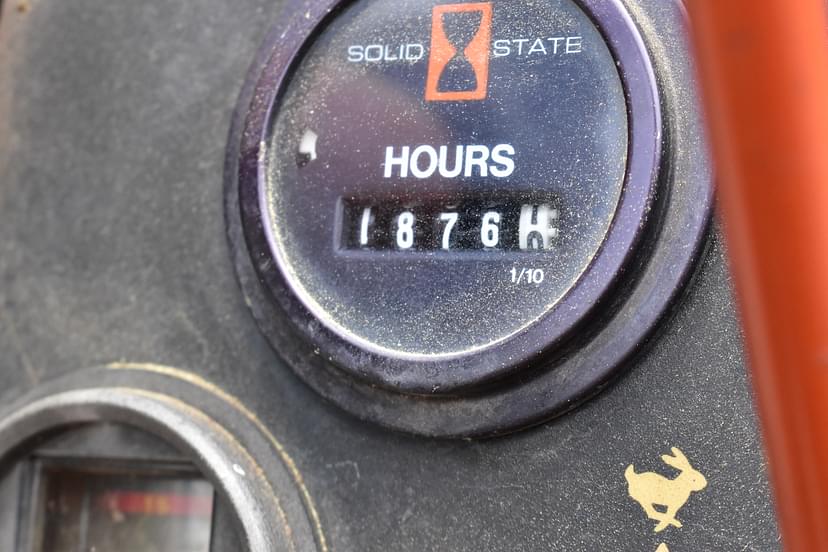 SOLID STATE
HOURS
1876
1/10